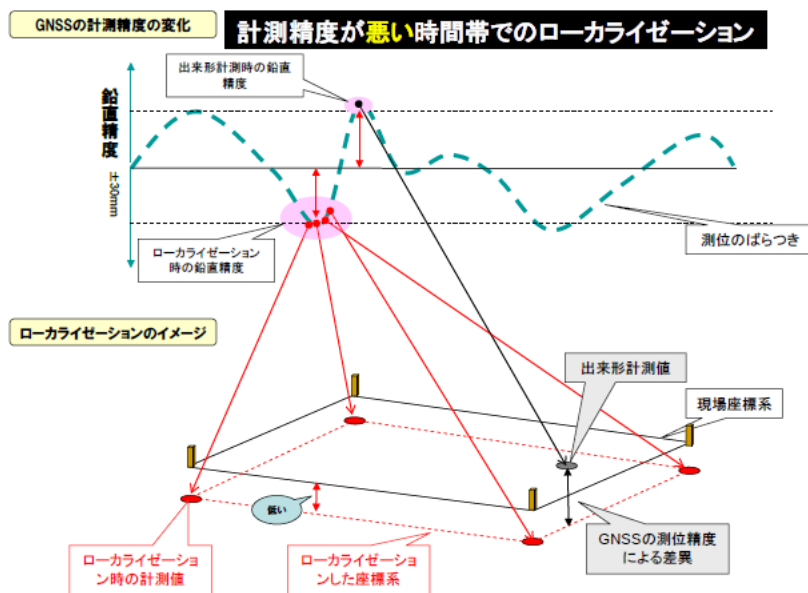 GNSSの計測精度の変化
計測精度が悪い時間帯でのローカライゼーション
出来形計測時の鉛直
精度
鉛直精度
±30mm
測位のばらつき
ローカライゼーション
時の鉛直精度
ローカライゼーションのイメージ
出来形計測値
現場座標系
低い
GNSSの測位精度
による差異
ローカライゼーショ
ン時の計測値
ローカライゼーショ
ンした座標系